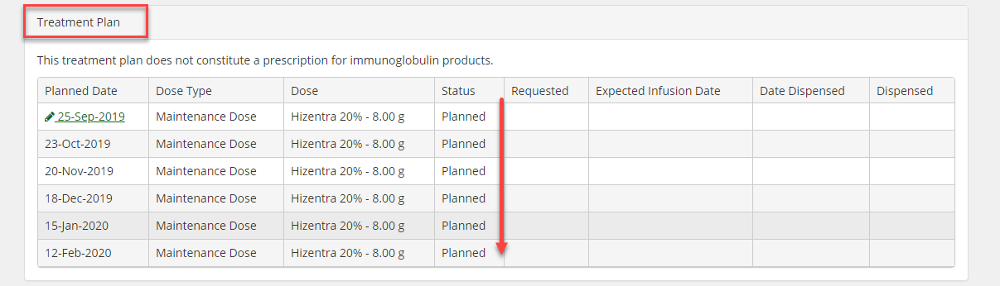 Treatment Plan
This treatment plan does not constitute a prescription for immunoglobulin products.
Planned Date Dose Type Dose Status Requested Expected Infusion Date Date Dispensed Dispensed
25-Sep-2019 Maintenance Dose Hizentra 20% - 8.00 g Planned
23-Oct-2019 Maintenance Dose Hizentra 20% - 8.00 g Planned
20-Nov-2019 Maintenance Dose Hizentra 20% - 8.00 g Planned
18-Dec-2019 Maintenance Dose Hizentra 20% - 8.00 g Planned
15-Jan-2020 Maintenance Dose Hizentra 20% - 8.00 g Planned
12-Feb-2020 Maintenance Dose Hizentra 20% - 8.00 g Planned